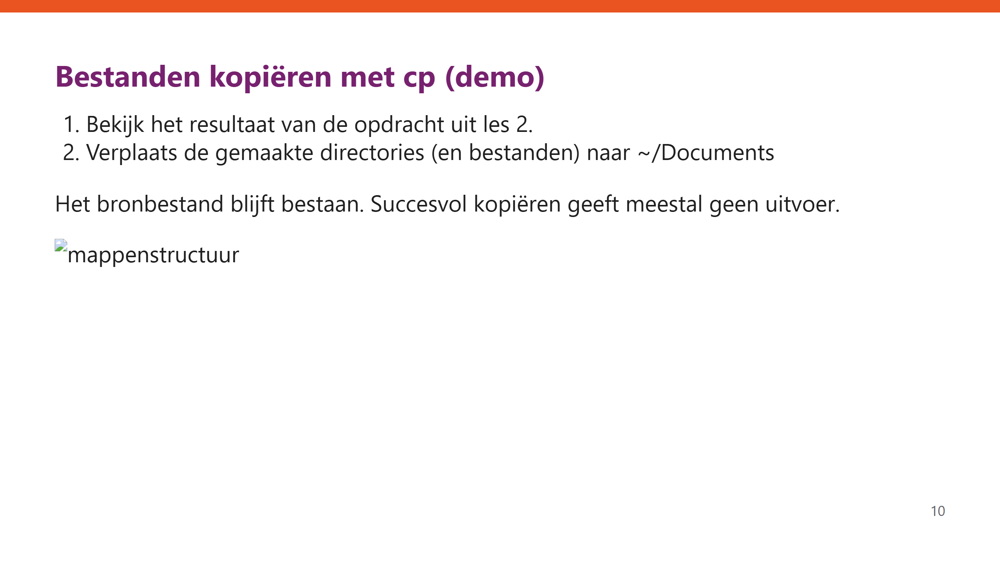 Bestanden kopiëren met cp (demo)
1. Bekijk het resultaat van de opdracht uit les 2.
2. Verplaats de gemaakte directories (en bestanden) naar ~/Documents
Het bronbestand blijft bestaan. Succesvol kopiëren geeft meestal geen uitvoer.
mappenstructuur
10